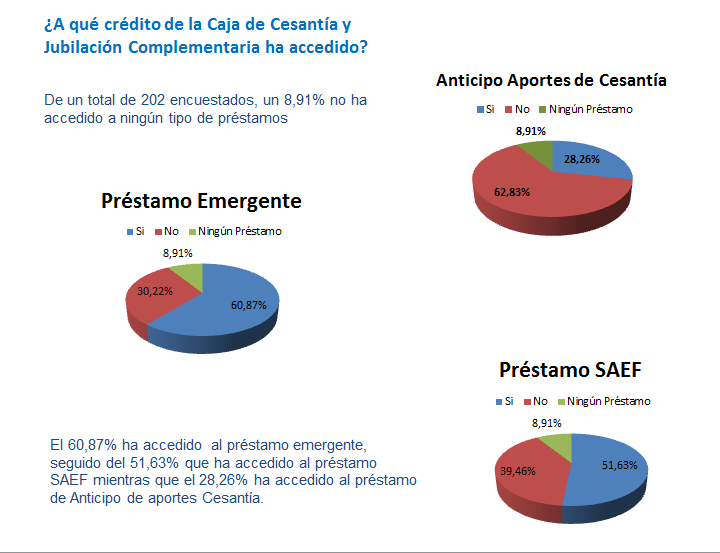 ¿A qué crédito de la Caja de Cesantía y
Jubilación Complementaria ha accedido?
De un total de 202 encuestados, un 8,91% no ha
accedido a ningún tipo de préstamos
Anticipo Aportes de Cesantía
Si No Ningún Préstamo
8,91%
28,26%
62,83%
Préstamo Emergente
Si No Ningún Préstamo
8,91%
30,22%
60,87%
Préstamo SAEF
Si No Ningún Préstamo
8,91%
39,46%
51,63%
El 60,87% ha accedido al préstamo emergente,
seguido del 51,63% que ha accedido al préstamo
SAEF mientras que el 28,26% ha accedido al préstamo
de Anticipo de aportes Cesantía.